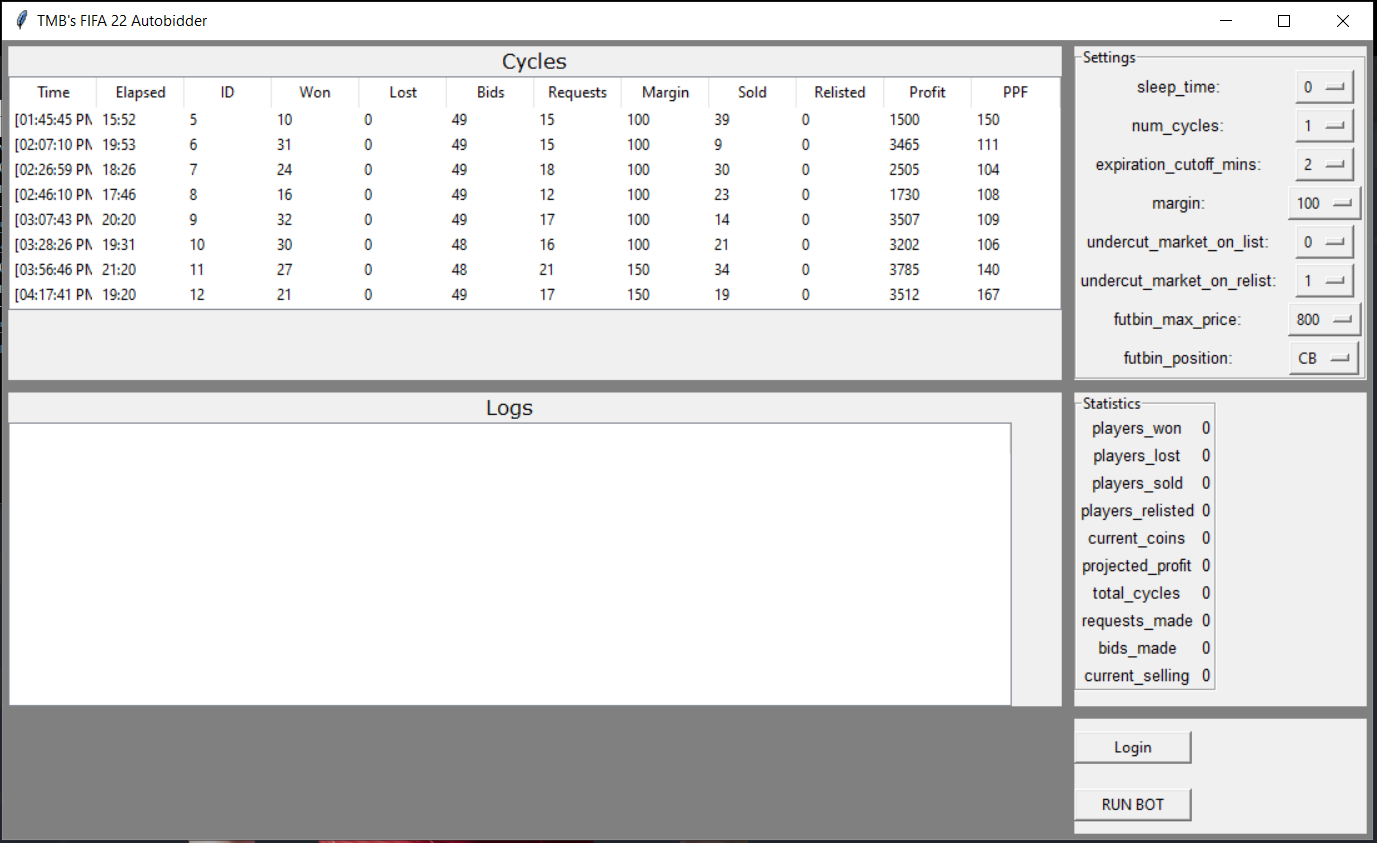 TMB's FIFA 22 Autobidder
Cycles
Time Elapsed ID Won Lost Bids Requests Margin Sold Relisted Profit PPF
[01:45:45 PM 15:52 5 10 0 49 15 100 39 0 1500 150
[02:07:10 PM 19:53 6 31 0 49 15 100 9 0 3465 111
[02:26:59 PM 18:26 7 24 0 49 18 100 30 0 2505 104
[02:46:10 PM 17:46 8 16 0 49 12 100 23 0 1730 108
[03:07:43 PM 20:20 9 32 0 49 17 100 14 0 3507 109
[03:28:26 PM 19:31 10 30 0 48 16 100 21 0 3202 106
[03:56:46 PM 21:20 11 27 0 48 21 150 34 0 3785 140
[04:17:41 PM 19:20 12 21 0 49 17 150 19 0 3512 167
Settings
sleep_time: 0
num_cycles: 1
expiration_cutoff_mins: 2
margin: 100
undercut_market_on_list: 0
undercut_market_on_relist: 1
futbin_max_price: 800
futbin_position: CB
Logs
Statistics
players_won 0
players_lost 0
players_sold 0
players_relisted 0
current_coins 0
projected_profit 0
total_cycles 0
requests_made 0
bids_made 0
current_selling 0
Login
RUN BOT